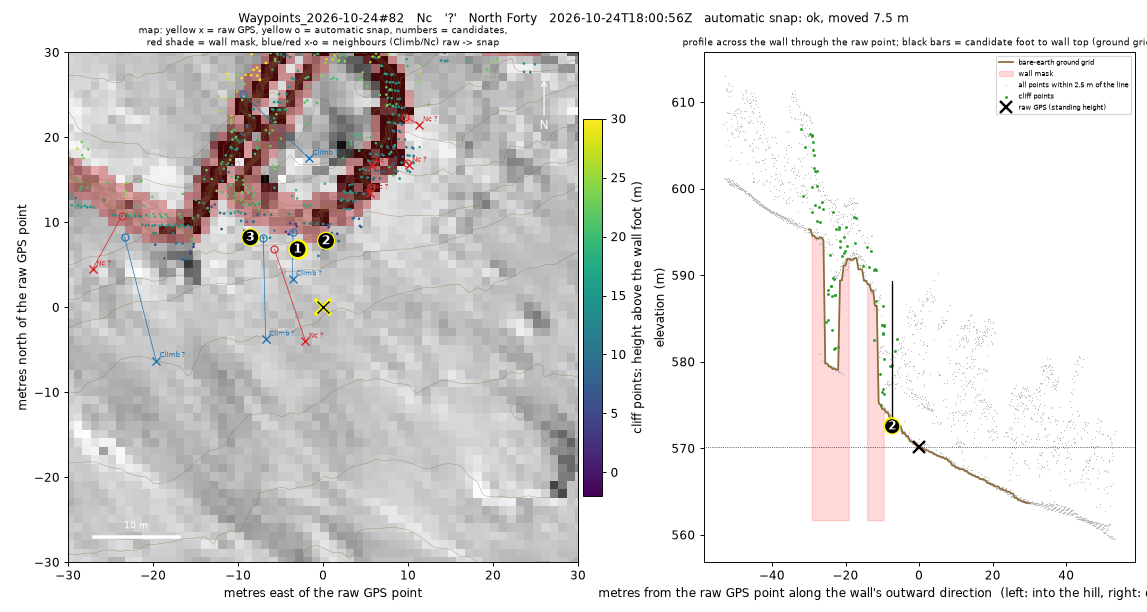 Waypoints_2026-10-24#82 Nc '?' North Forty 2026-10-24T18:00:56Z automatic snap: ok, moved 7.5 m
map: yellow x = raw GPS, yellow o = automatic snap, numbers = candidates,
red shade = wall mask, blue/red x-o = neighbours (Climb/Nc) raw -> snap
30
20
10
0
−10
−20
−30
−30
−20
−10
0
10
20
30
metres north of the raw GPS point
metres east of the raw GPS point
N
Climb ?
Nc ?
?
Nc ?
Climb ?
Climb ?
Nc ?
Climb ?
3
1
2
10 m
30
25
20
15
10
5
0
cliff points: height above the wall foot (m)
profile across the wall through the raw point; black bars = candidate foot to wall top (ground gri
bare-earth ground grid
wall mask
all points within 2.5 m of the line
cliff points
raw GPS (standing height)
2
610
600
590
580
570
560
elevation (m)
−40
−20
0
20
40
metres from the raw GPS point along the wall's outward direction (left: into the hill, right: